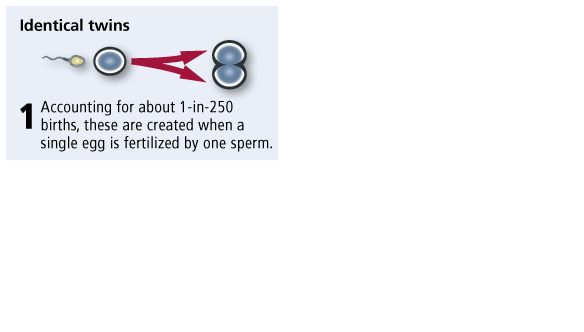 Identical twins
1 Accounting for about 1-in-250
births, these are created when a
single egg is fertilized by one sperm.